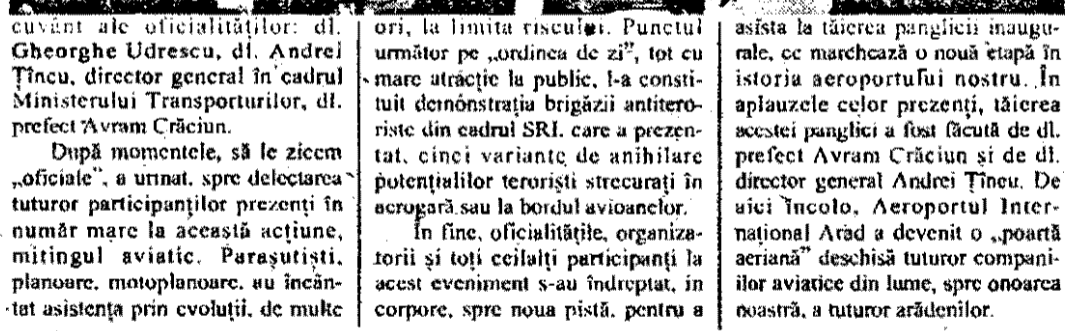 cuvânt ale oficialităților: dl.
Gheorghe Udrescu, dl. Andrei
Țîncu, director general în cadrul
Ministerului Transporturilor, dl.
prefect Avram Crăciun.
După momentele, să le zicem
„oficiale”, a urmat, spre delectarea
tuturor participanților prezenți în
număr mare la această acțiune,
mitingul aviatic. Parașutiști,
planoare, motoplanoare, au încân-
tat asistența prin evoluții, de multe
ori, la limita riscului. Punctul
următor pe „ordinea de zi”, tot cu
mare atracție la public, l-a consti-
tuit demonstrația brigăzii antitero-
riste din cadrul SRI, care a prezen-
tat, cinci variante de anihilare
potențialilor teroriști strecurați în
aerogară sau la bordul avioanelor.
În fine, oficialitățile, organiza-
torii și toți ceilalți participanți la
acest eveniment s-au îndreptat, in
corpore, spre noua pistă, pentru a
asista la tăierea panglicii inaugu-
rale, ce marchează o nouă etapă în
istoria aeroportului nostru. În
aplauzele celor prezenți, tăierea
acestei panglici a fost făcută de dl.
prefect Avram Crăciun și de dl.
director general Andrei Țîncu. De
aici încolo, Aeroportul Inter-
național Arad a devenit o „poartă
aeriană” deschisă tuturor compani-
ilor aviatice din lume, spre onoarea
noastră, a tuturor arădenilor.